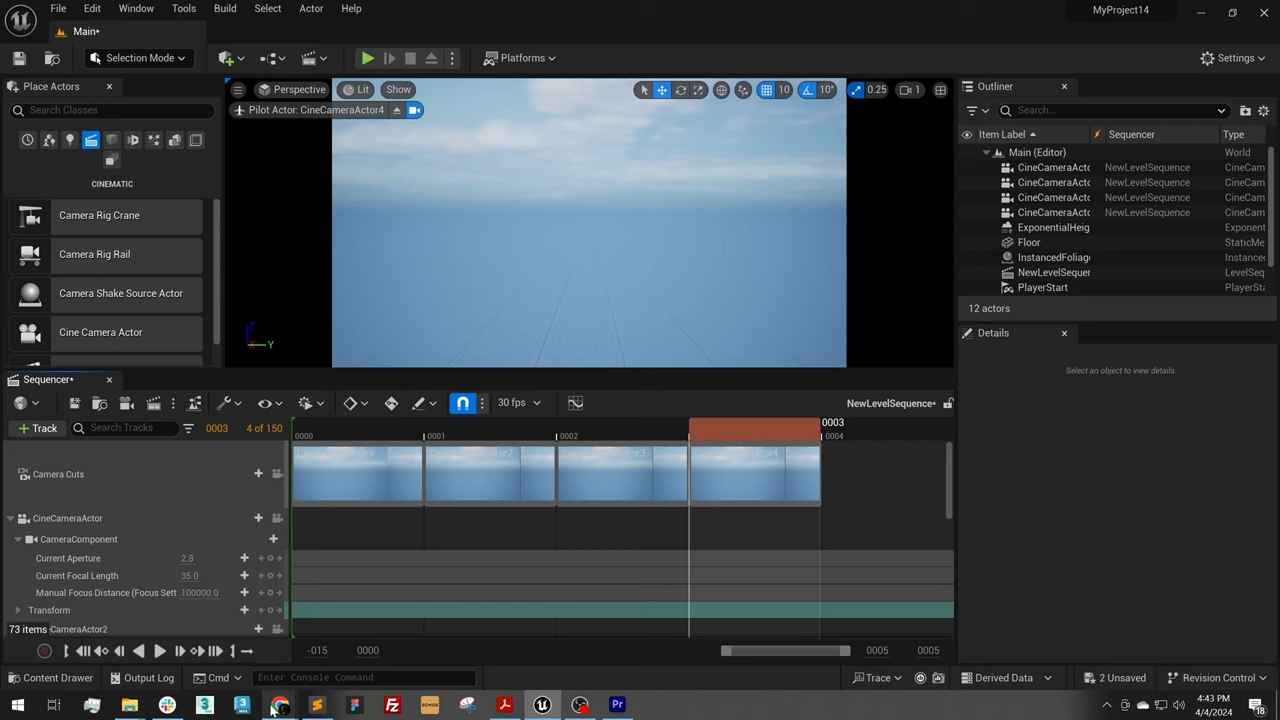 File Edit Window Tools Build Select Actor Help
MyProject14
Main*
Selection Mode
Platforms
Settings
Place Actors
Search Classes
CINEMATIC
Camera Rig Crane
Camera Rig Rail
Camera Shake Source Actor
Cine Camera Actor
Perspective Lit Show
10 10° 0.25 1
Pilot Actor: CineCameraActor4
Z
X Y
Outliner
Search...
Item Label Sequencer Type
Main (Editor) World
CineCameraActo NewLevelSequence CineCam
CineCameraActo NewLevelSequence CineCam
CineCameraActo NewLevelSequence CineCam
CineCameraActo NewLevelSequence CineCam
ExponentialHeig Exponent
Floor StaticMe
InstancedFoliage Instance
NewLevelSequen LevelSeq
PlayerStart PlayerSta
12 actors
Details
Select an object to view details.
Sequencer*
30 fps
NewLevelSequence*
Track
Search Tracks
0003 4 of 150
0000 0001 0002 0003 0004
Camera Cuts
CineCameraActor
CameraComponent
Current Aperture 2.8
Current Focal Length 35.0
Manual Focus Distance (Focus Sett 100000.0
Transform
73 items CameraActor2
-015 0000 0005 0005
Content Drawer Output Log Cmd Enter Console Command
Trace Derived Data 2 Unsaved Revision Control
4:43 PM
4/4/2024
18